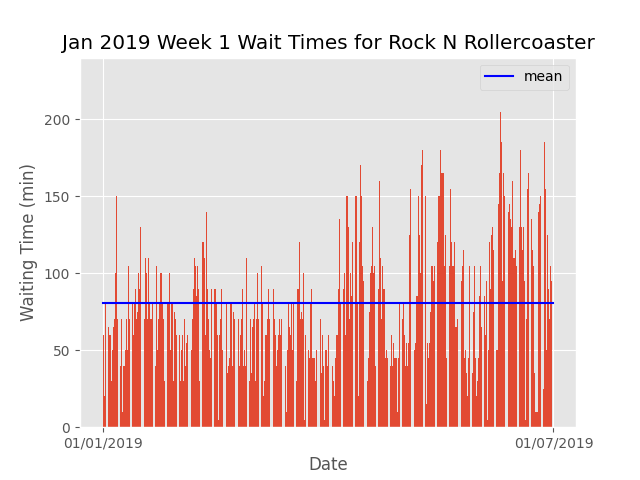 Jan 2019 Week 1 Wait Times for Rock N Rollercoaster
mean
200
150
100
50
0
Waiting Time (min)
01/01/2019
01/07/2019
Date